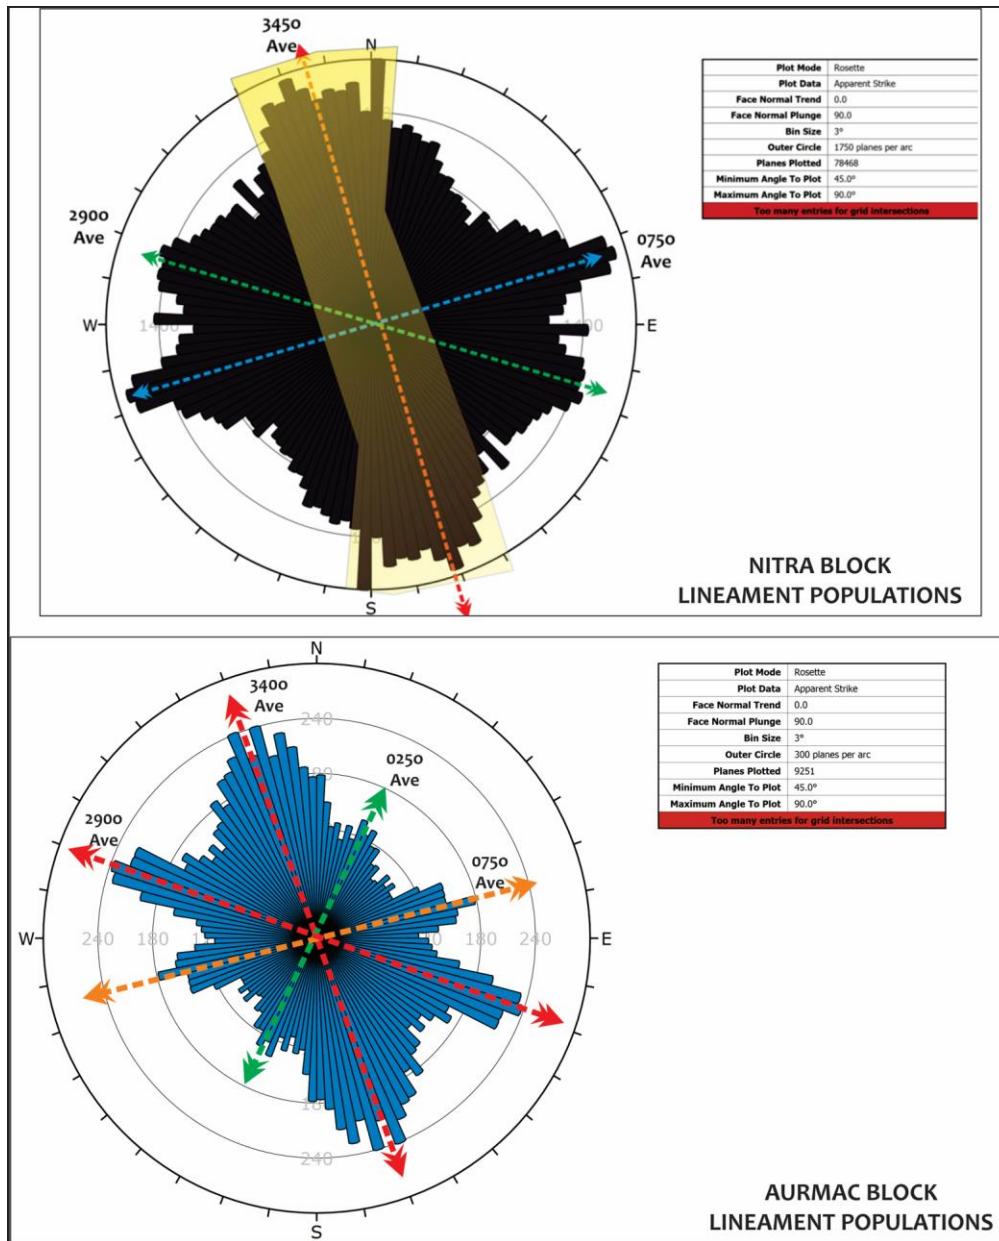 3450
Ave
N
2900
Ave
0750
Ave
W
1400
1400
E
S
Plot Mode Rosette
Plot Data Apparent Strike
Face Normal Trend 0.0
Face Normal Plunge 90.0
Bin Size 3°
Outer Circle 1750 planes per arc
Planes Plotted 78468
Minimum Angle To Plot 45.0°
Maximum Angle To Plot 90.0°
Too many entries for grid intersections
NITRA BLOCK
LINEAMENT POPULATIONS
N
3400
Ave
240
0250
Ave
2900
Ave
0750
Ave
W
240 180
180 240
E
240
S
Plot Mode Rosette
Plot Data Apparent Strike
Face Normal Trend 0.0
Face Normal Plunge 90.0
Bin Size 3°
Outer Circle 300 planes per arc
Planes Plotted 9251
Minimum Angle To Plot 45.0°
Maximum Angle To Plot 90.0°
Too many entries for grid intersections
AURMAC BLOCK
LINEAMENT POPULATIONS